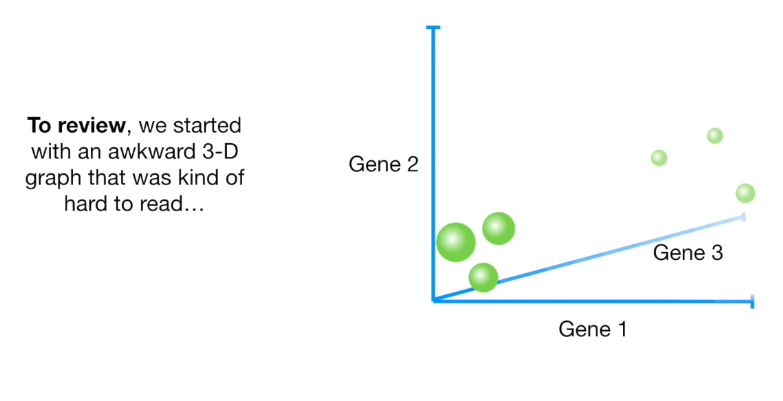 To review, we started
with an awkward 3-D
graph that was kind of
hard to read…
Gene 2
Gene 3
Gene 1